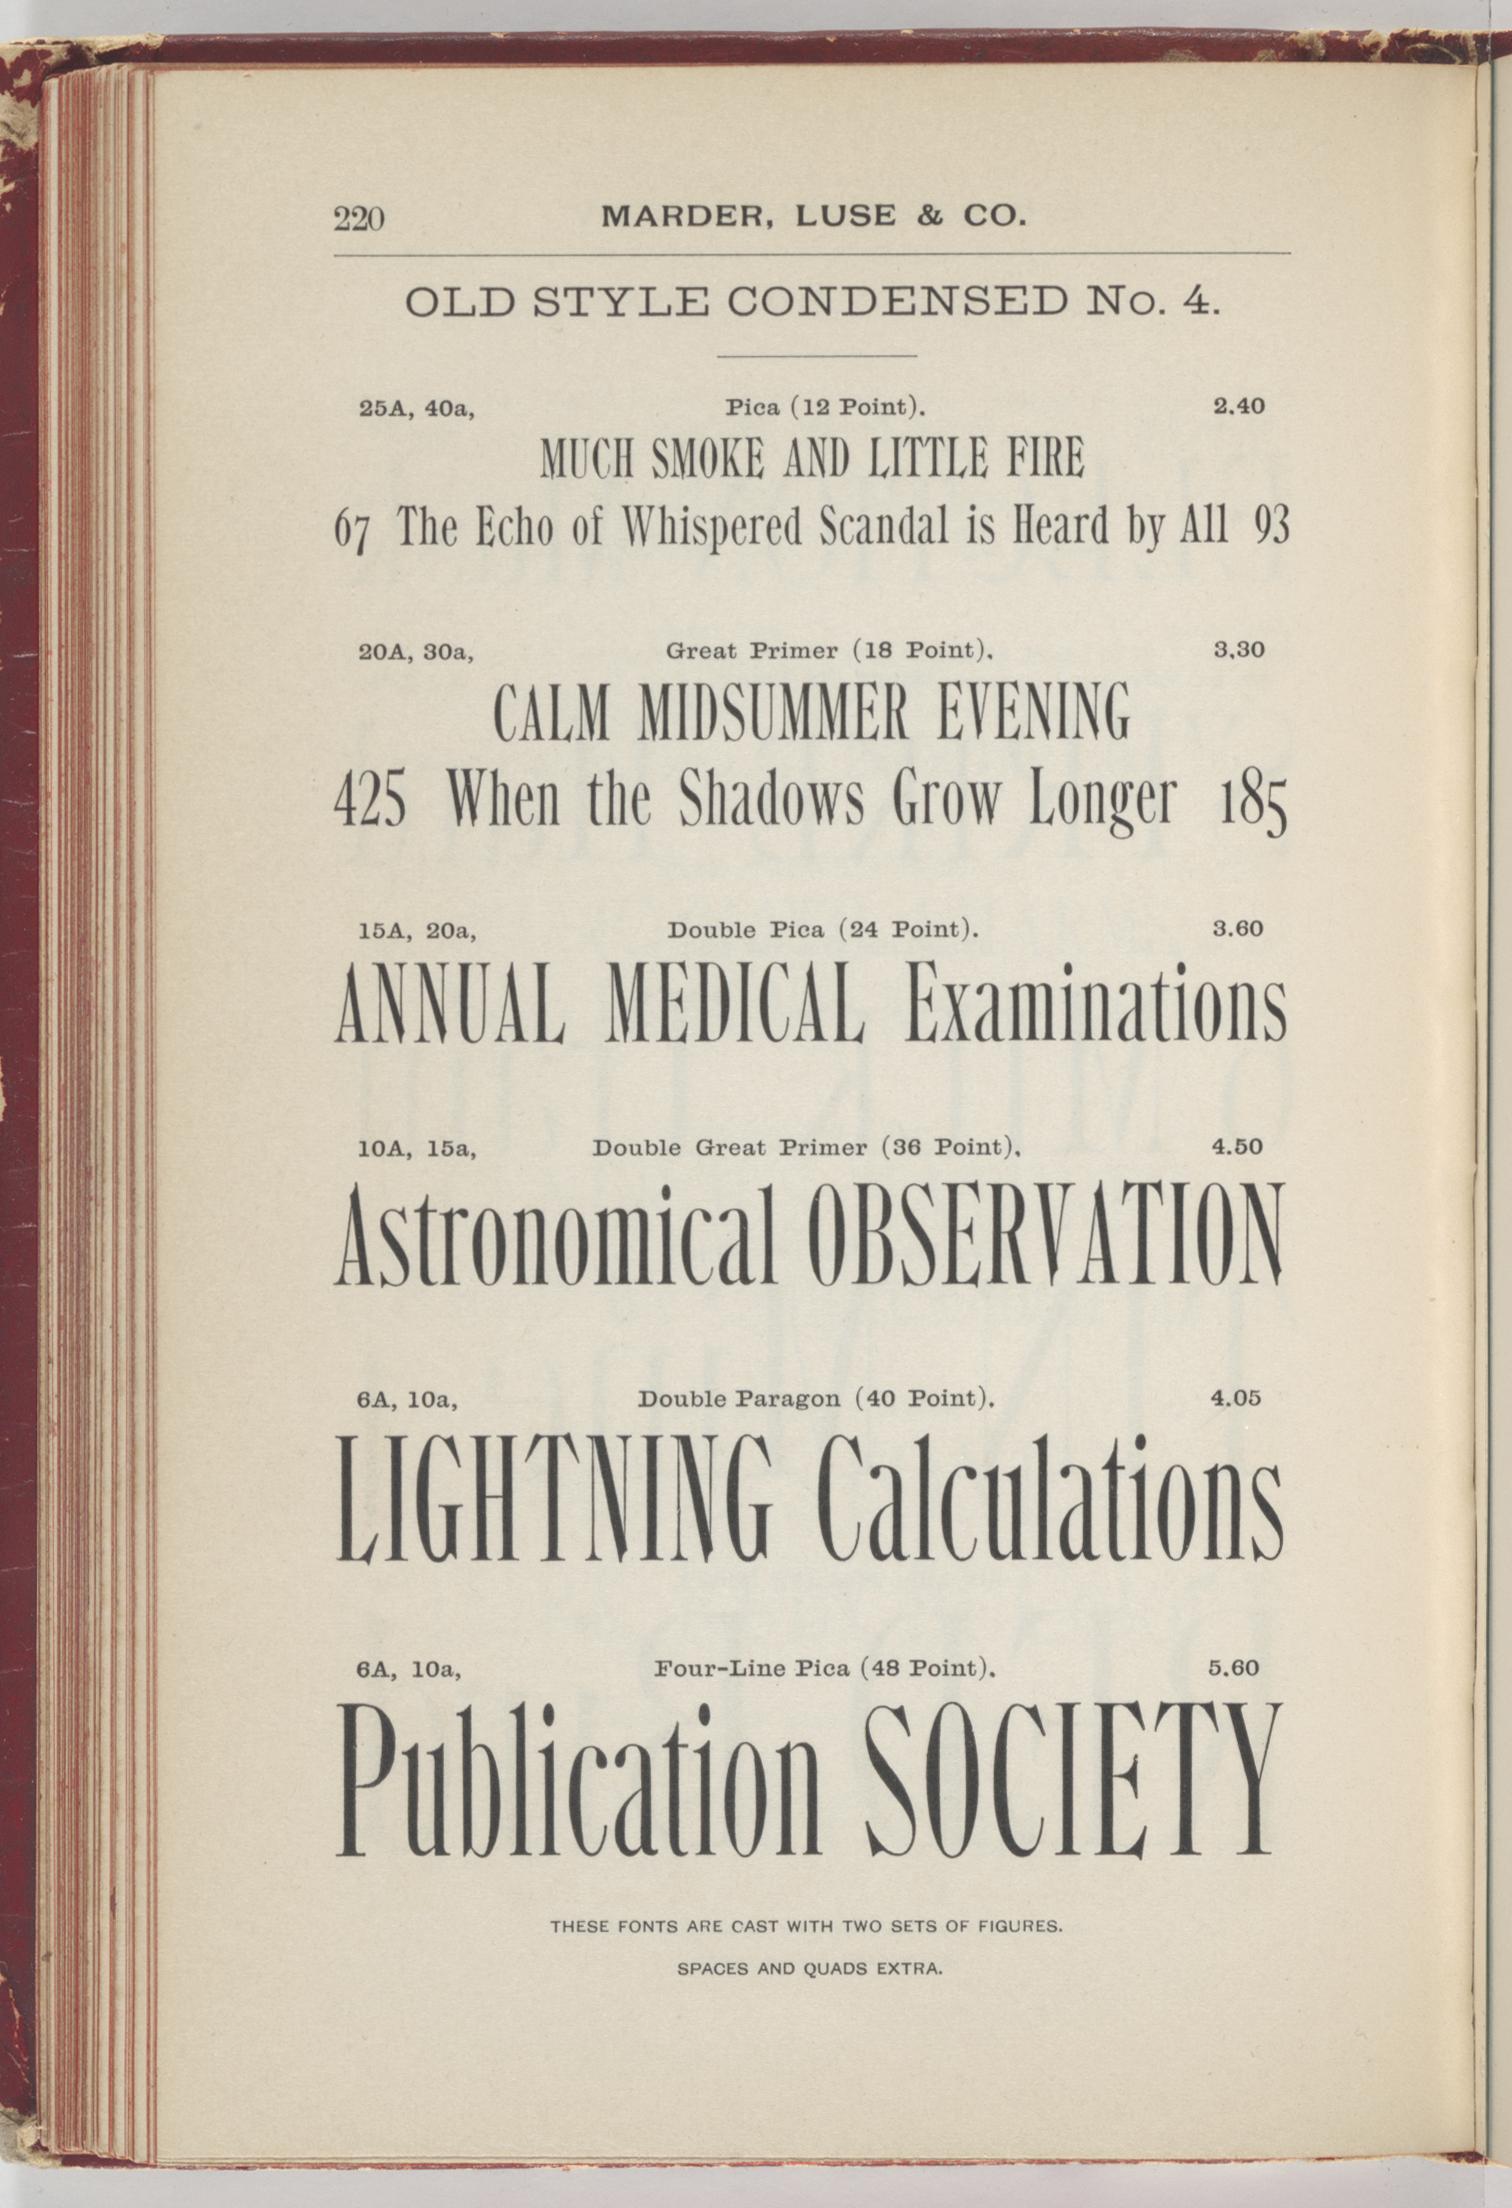 220 MARDER, LUSE & CO.
OLD STYLE CONDENSED No. 4.
25A, 40a, Pica (12 Point). 2.40
MUCH SMOKE AND LITTLE FIRE
67 The Echo of Whispered Scandal is Heard by All 93
20A, 30a, Great Primer (18 Point). 3.30
CALM MIDSUMMER EVENING
425 When the Shadows Grow Longer 185
15A, 20a, Double Pica (24 Point). 3.60
ANNUAL MEDICAL Examinations
10A, 15a, Double Great Primer (36 Point). 4.50
Astronomical OBSERVATION
6A, 10a, Double Paragon (40 Point). 4.05
LIGHTNING Calculations
6A, 10a, Four-Line Pica (48 Point). 5.60
Publication SOCIETY
THESE FONTS ARE CAST WITH TWO SETS OF FIGURES.
SPACES AND QUADS EXTRA.